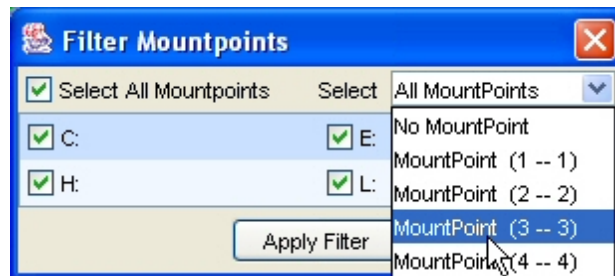 Filter Mountpoints
Select All Mountpoints Select All MountPoints
C: E:
H: L:
Apply Filter
No MountPoint
MountPoint (1 -- 1)
MountPoint (2 -- 2)
MountPoint (3 -- 3)
MountPoint (4 -- 4)